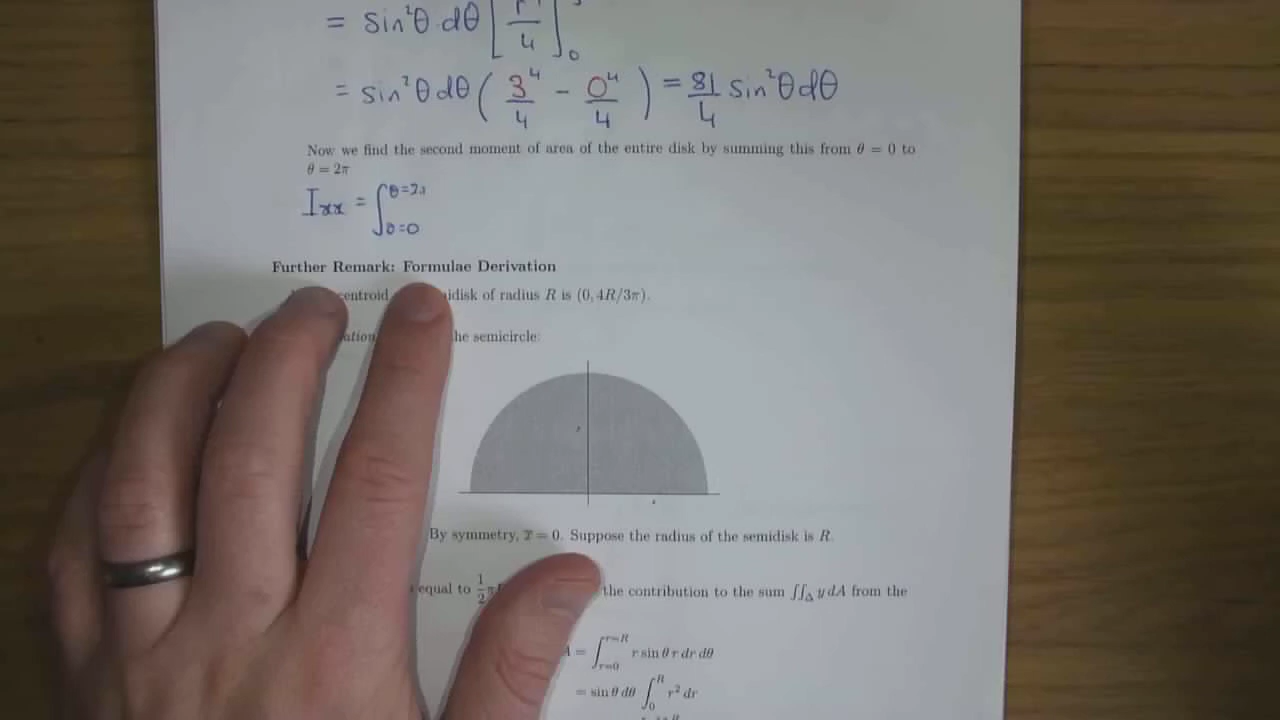 = sin²θ dθ [r⁴/4]₀
= sin²θ dθ (3⁴/4 − 0⁴/4) = 81/4 sin²θ dθ
Now we find the second moment of area of the entire disk by summing this from θ = 0 to
θ = 2π
Ixx = ∫
θ=0
Further Remark: Formulae Derivation
centroid of radius R is (0, 4R/3π).
the semicircle:
By symmetry, x̅ = 0. Suppose the radius of the semidisk is R.
equal to 1/2 π the contribution to the sum ∬_Δ y dA from the
= ∫_{r=0}^{r=R} r sin θ r dr dθ
= sin θ dθ ∫_0^R r² dr